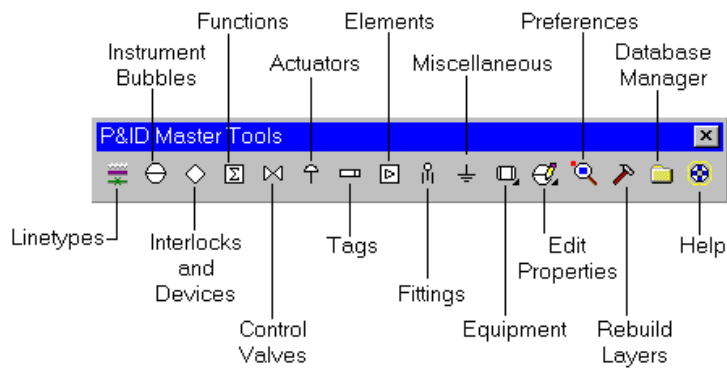 Functions
Elements
Preferences
Instrument
Bubbles
Actuators
Miscellaneous
Database
Manager
P&ID Master Tools
Σ
Linetypes
Interlocks
and
Devices
Tags
Edit
Properties
Help
Fittings
Control
Valves
Equipment
Rebuild
Layers